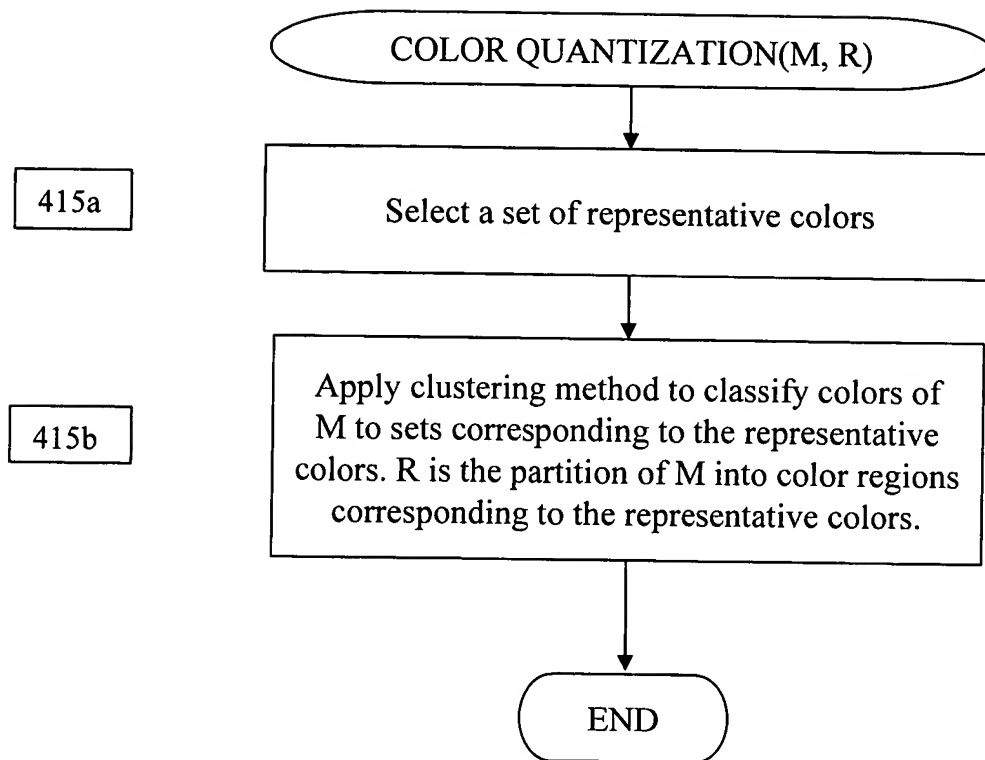 COLOR QUANTIZATION(M, R)
415a
Select a set of representative colors
415b
Apply clustering method to classify colors of
M to sets corresponding to the representative
colors. R is the partition of M into color regions
corresponding to the representative colors.
END